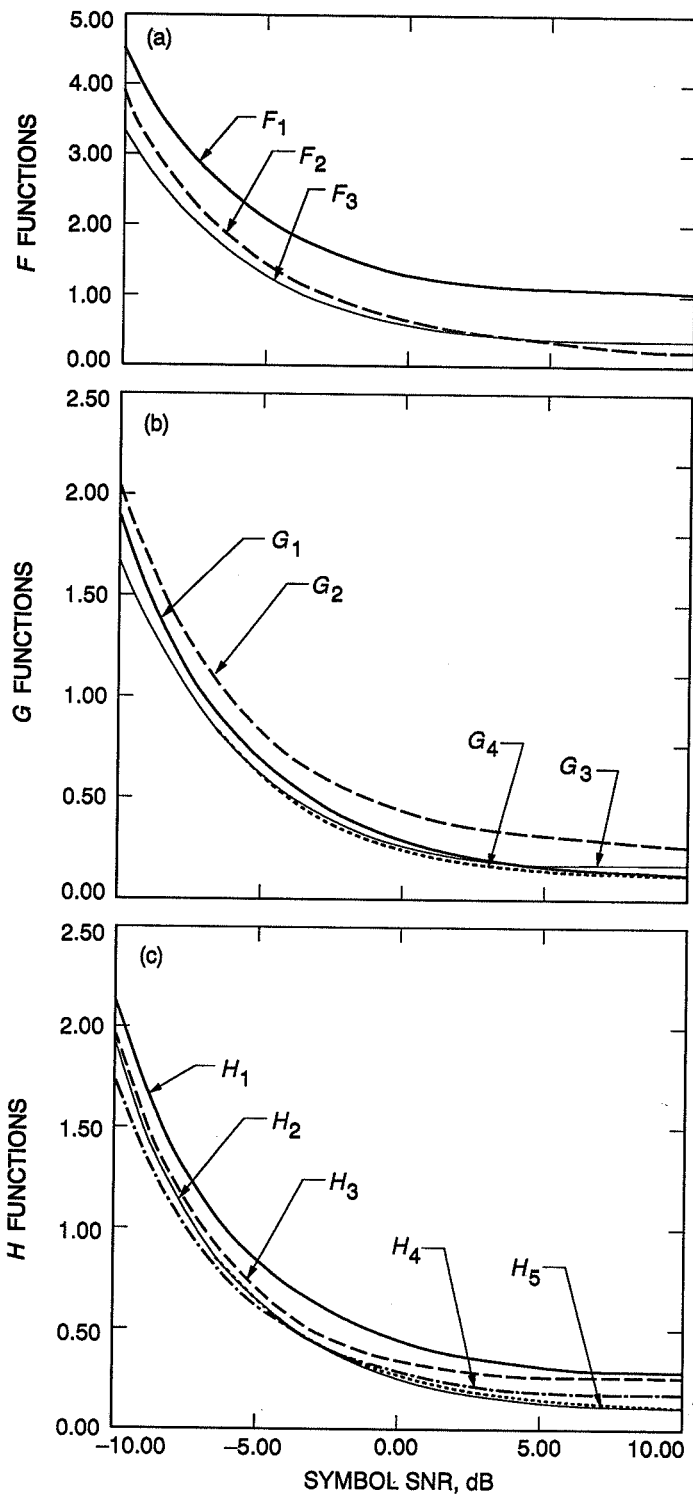 5.00
(a)
4.00
F1
3.00
F2
F3
2.00
1.00
0.00
F FUNCTIONS
2.50
(b)
2.00
G1
G2
1.50
1.00
G4
G3
0.50
0.00
G FUNCTIONS
2.50
(c)
2.00
H1
H2
1.50
H3
1.00
H4
H5
0.50
0.00
H FUNCTIONS
−10.00 −5.00 0.00 5.00 10.00
SYMBOL SNR, dB